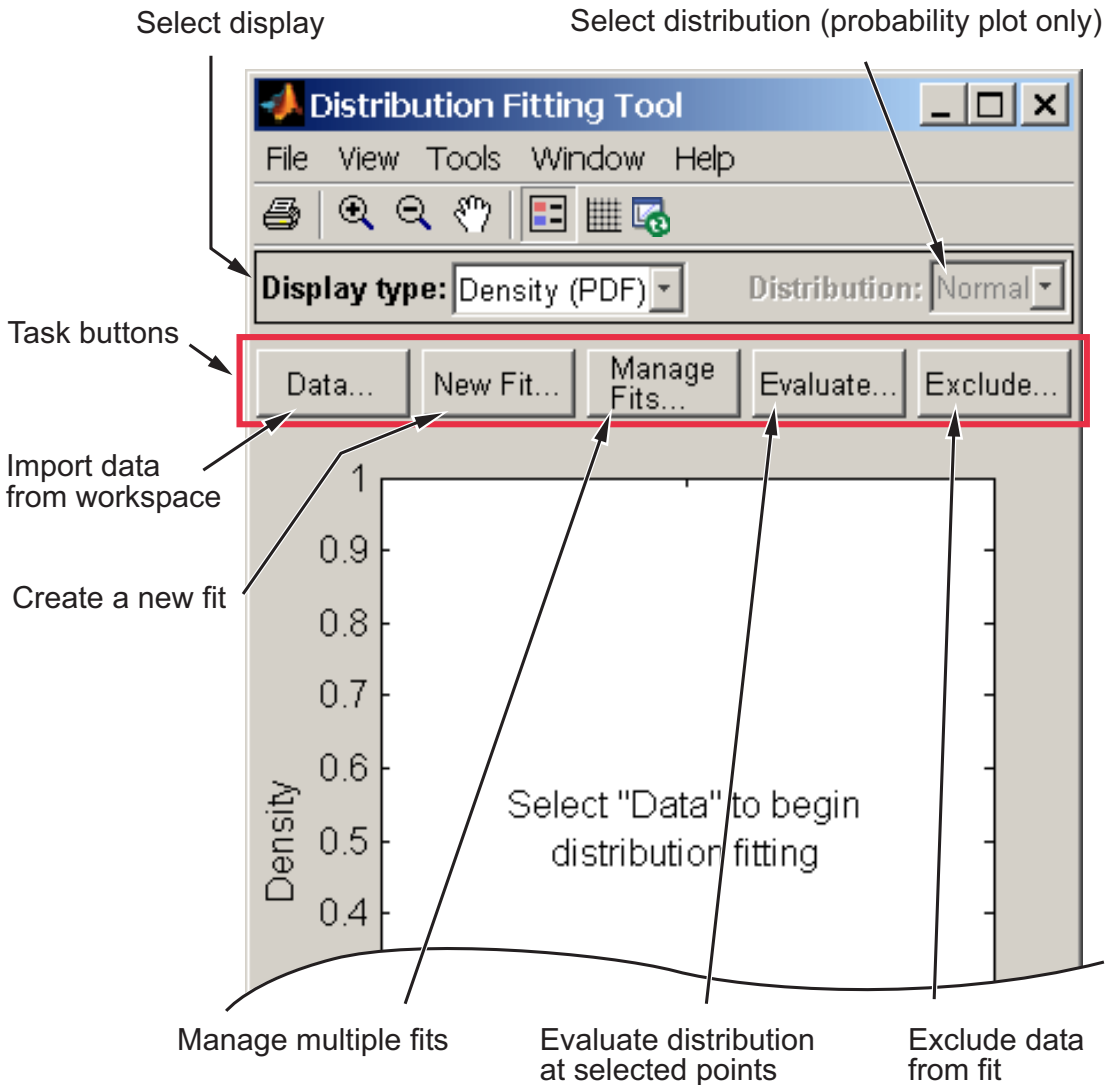 Select display
Select distribution (probability plot only)
Distribution Fitting Tool
File View Tools Window Help
Display type: Density (PDF) Distribution: Normal
Task buttons
Data... New Fit... Manage
Fits... Evaluate... Exclude...
Import data
from workspace
Create a new fit
1
0.9
0.8
0.7
0.6
0.5
0.4
Density
Select "Data" to begin
distribution fitting
Manage multiple fits
Evaluate distribution
at selected points
Exclude data
from fit